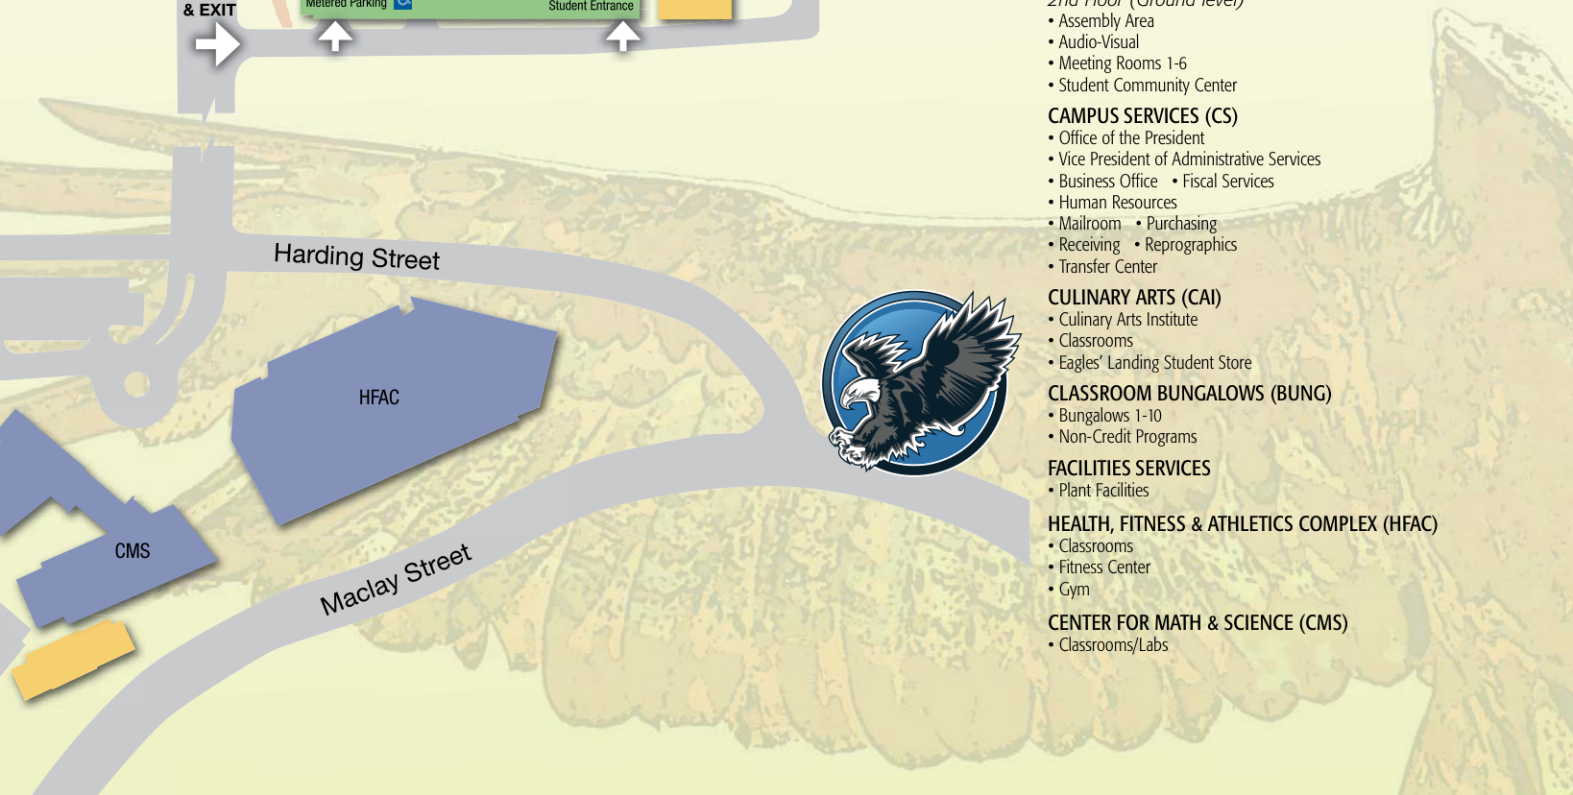 & EXIT
Metered Parking
Student Entrance
Harding Street
HFAC
CMS
Maclay Street
2nd Floor (Ground level)
• Assembly Area
• Audio-Visual
• Meeting Rooms 1-6
• Student Community Center
CAMPUS SERVICES (CS)
• Office of the President
• Vice President of Administrative Services
• Business Office • Fiscal Services
• Human Resources
• Mailroom • Purchasing
• Receiving • Reprographics
• Transfer Center
CULINARY ARTS (CAI)
• Culinary Arts Institute
• Classrooms
• Eagles’ Landing Student Store
CLASSROOM BUNGALOWS (BUNG)
• Bungalows 1-10
• Non-Credit Programs
FACILITIES SERVICES
• Plant Facilities
HEALTH, FITNESS & ATHLETICS COMPLEX (HFAC)
• Classrooms
• Fitness Center
• Gym
CENTER FOR MATH & SCIENCE (CMS)
• Classrooms/Labs